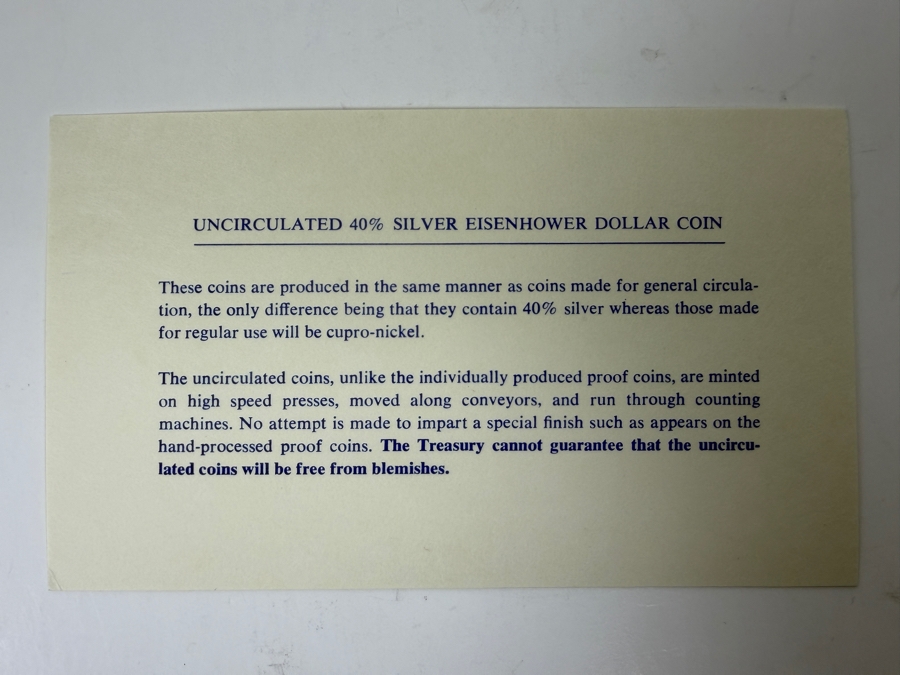 UNCIRCULATED 40% SILVER EISENHOWER DOLLAR COIN
These coins are produced in the same manner as coins made for general circula-
tion, the only difference being that they contain 40% silver whereas those made
for regular use will be cupro-nickel.
The uncirculated coins, unlike the individually produced proof coins, are minted
on high speed presses, moved along conveyors, and run through counting
machines. No attempt is made to impart a special finish such as appears on the
hand-processed proof coins. The Treasury cannot guarantee that the uncircu-
lated coins will be free from blemishes.